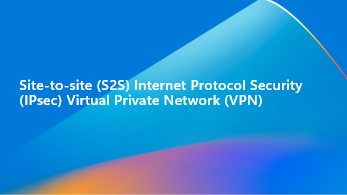 Site-to-site (S2S) Internet Protocol Security
(IPsec) Virtual Private Network (VPN)